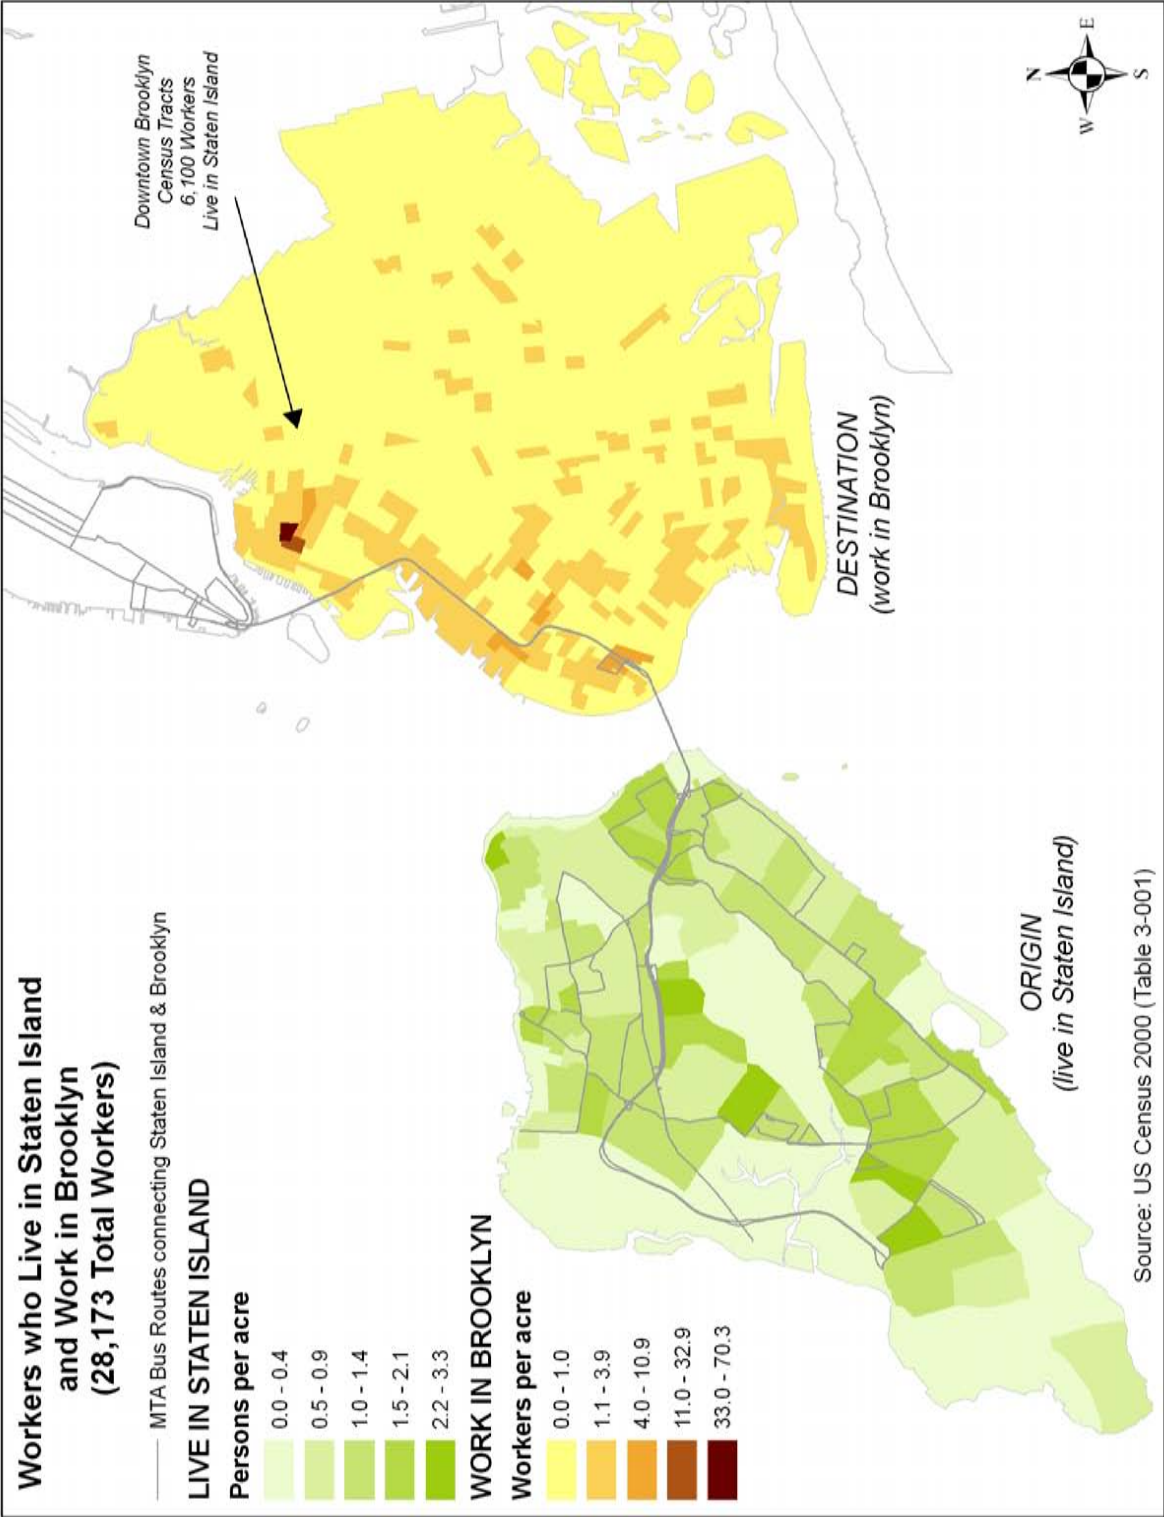 Workers who Live in Staten Island
and Work in Brooklyn
(28,173 Total Workers)
MTA Bus Routes connecting Staten Island & Brooklyn
LIVE IN STATEN ISLAND
Persons per acre
0.0 - 0.4
0.5 - 0.9
1.0 - 1.4
1.5 - 2.1
2.2 - 3.3
WORK IN BROOKLYN
Workers per acre
0.0 - 1.0
1.1 - 3.9
4.0 - 10.9
11.0 - 32.9
33.0 - 70.3
Downtown Brooklyn
Census Tracts
6,100 Workers
Live in Staten Island
DESTINATION
(work in Brooklyn)
ORIGIN
(live in Staten Island)
N
W
E
S
Source: US Census 2000 (Table 3-001)